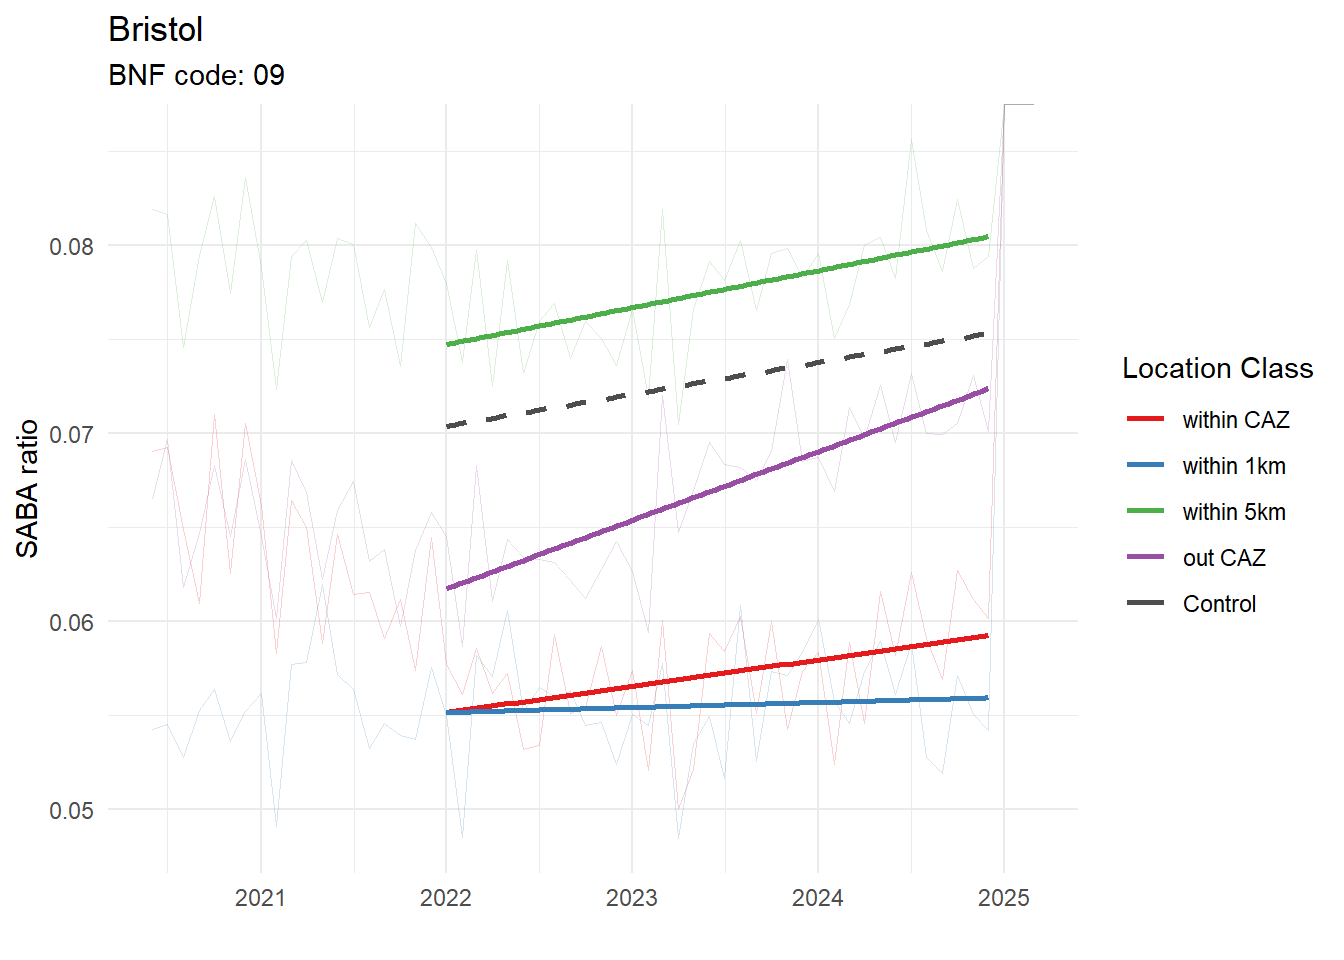 Bristol
BNF code: 09
SABA ratio
0.08
0.07
0.06
0.05
2021
2022
2023
2024
2025
Location Class
within CAZ
within 1km
within 5km
out CAZ
Control